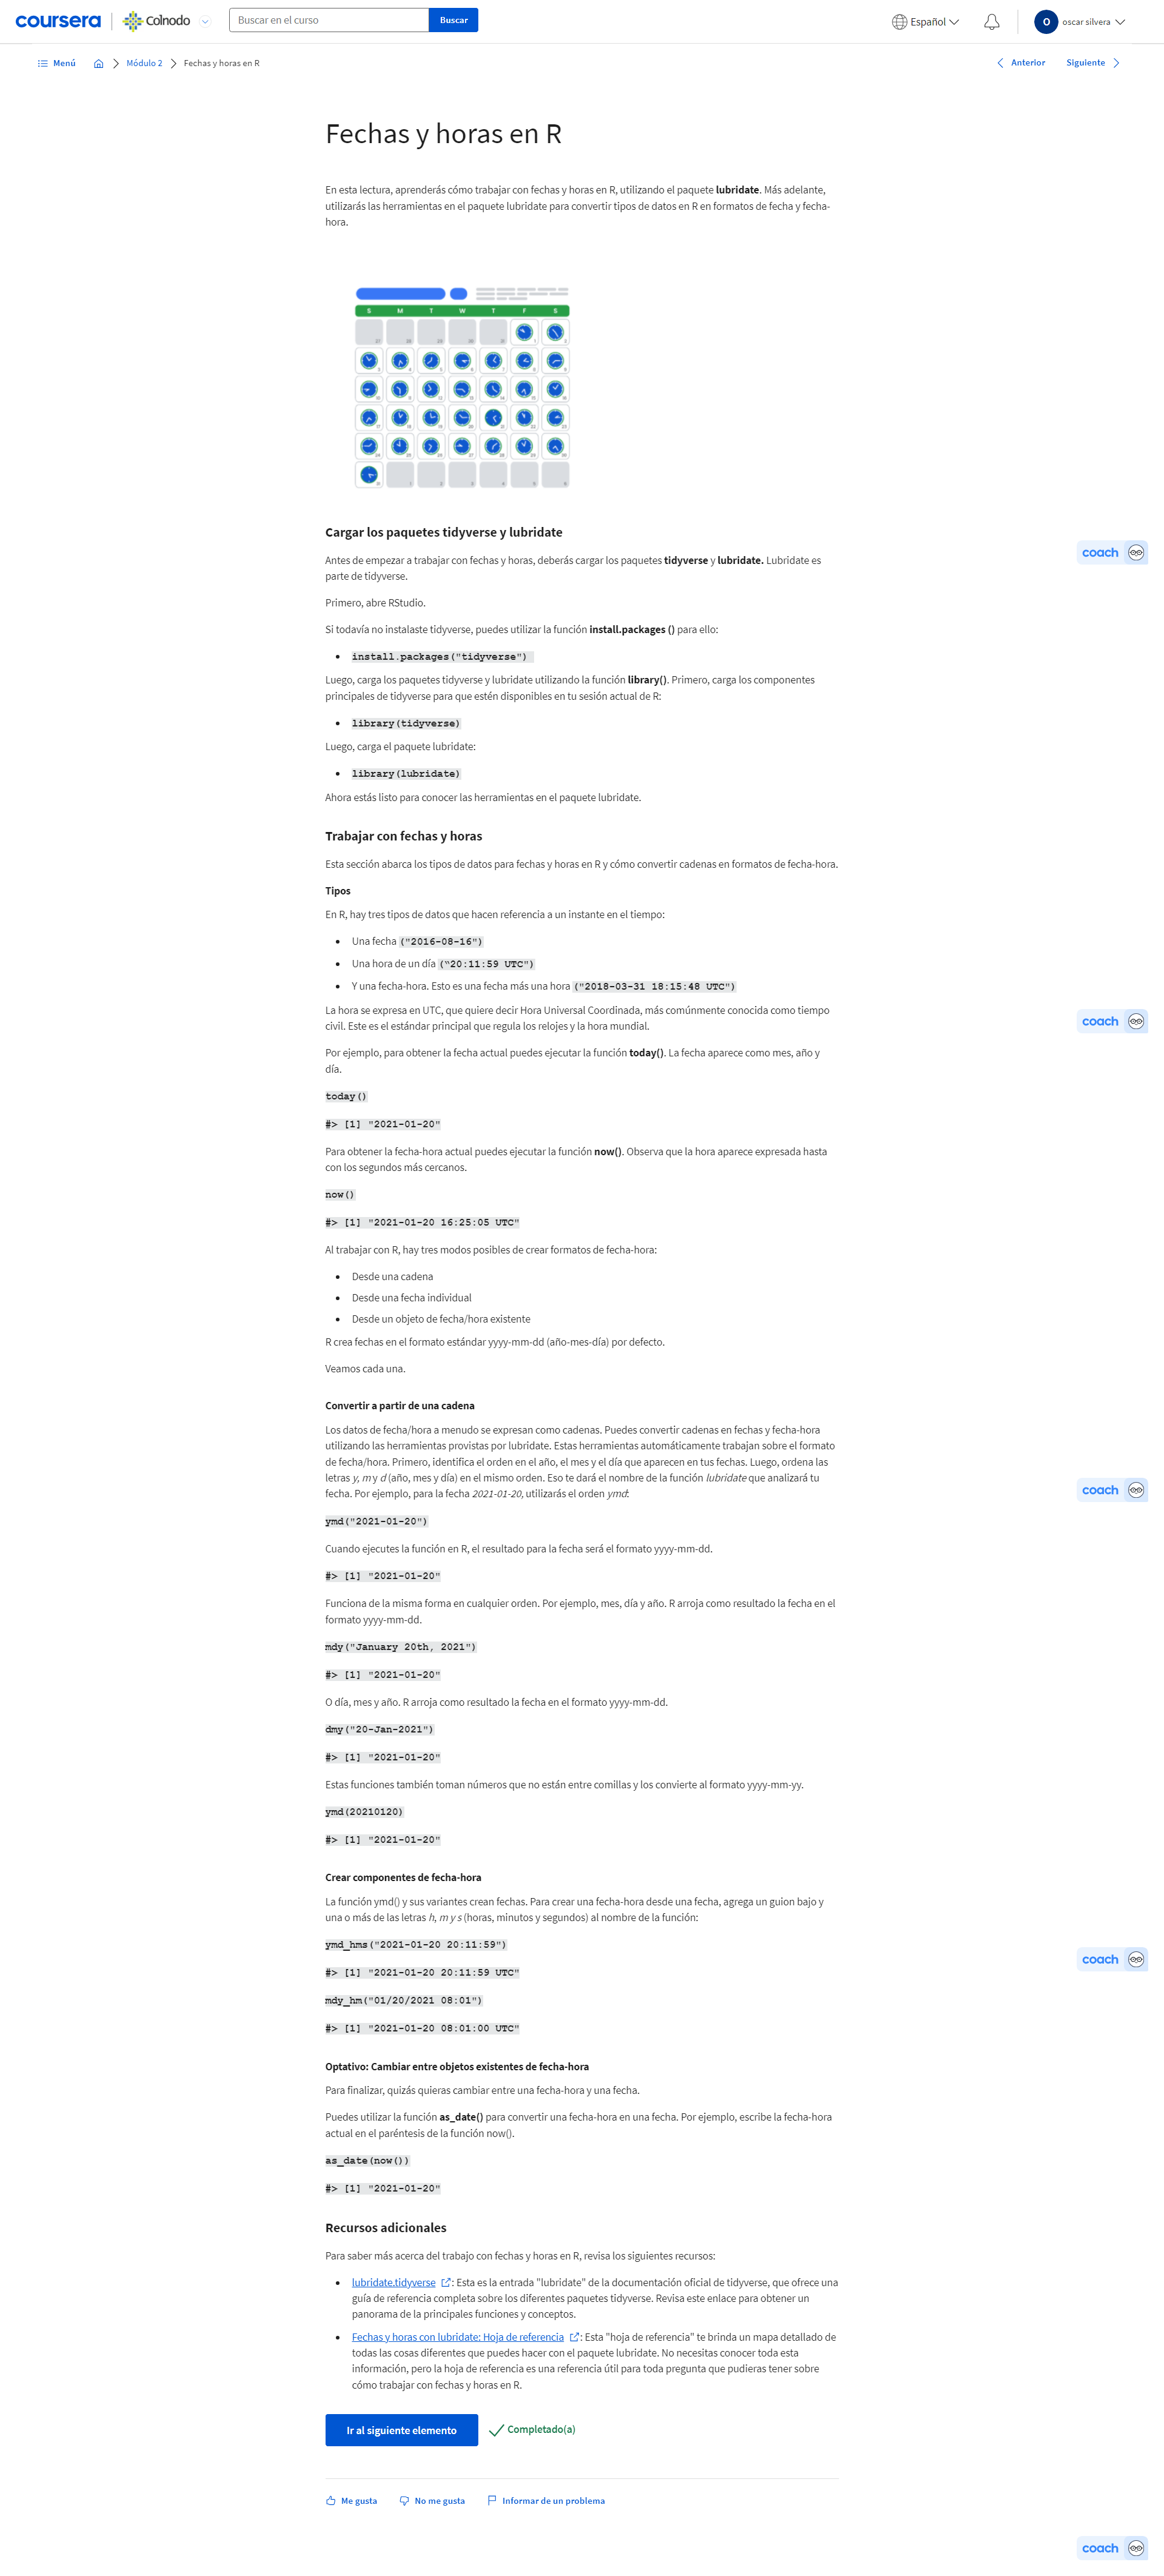 coursera
Colnodo
Buscar en el curso
Buscar
Español
O
oscar silvera
Menú
Módulo 2
Fechas y horas en R
Anterior
Siguiente
Fechas y horas en R
En esta lectura, aprenderás cómo trabajar con fechas y horas en R, utilizando el paquete lubridate. Más adelante,
utilizarás las herramientas en el paquete lubridate para convertir tipos de datos en R en formatos de fecha y fecha-
hora.
S M T W T F S
Cargar los paquetes tidyverse y lubridate
Antes de empezar a trabajar con fechas y horas, deberás cargar los paquetes tidyverse y lubridate. Lubridate es
parte de tidyverse.
coach
Primero, abre RStudio.
Si todavía no instalaste tidyverse, puedes utilizar la función install.packages () para ello:
install.packages("tidyverse")
Luego, carga los paquetes tidyverse y lubridate utilizando la función library(). Primero, carga los componentes
principales de tidyverse para que estén disponibles en tu sesión actual de R:
library(tidyverse)
Luego, carga el paquete lubridate:
library(lubridate)
Ahora estás listo para conocer las herramientas en el paquete lubridate.
Trabajar con fechas y horas
Esta sección abarca los tipos de datos para fechas y horas en R y cómo convertir cadenas en formatos de fecha-hora.
Tipos
En R, hay tres tipos de datos que hacen referencia a un instante en el tiempo:
Una fecha ("2016-08-16")
Una hora de un día ("20:11:59 UTC")
Y una fecha-hora. Esto es una fecha más una hora ("2018-03-31 18:15:48 UTC")
La hora se expresa en UTC, que quiere decir Hora Universal Coordinada, más comúnmente conocida como tiempo
civil. Este es el estándar principal que regula los relojes y la hora mundial.
coach
Por ejemplo, para obtener la fecha actual puedes ejecutar la función today(). La fecha aparece como mes, año y
día.
today()
#> [1] "2021-01-20"
Para obtener la fecha-hora actual puedes ejecutar la función now(). Observa que la hora aparece expresada hasta
con los segundos más cercanos.
now()
#> [1] "2021-01-20 16:25:05 UTC"
Al trabajar con R, hay tres modos posibles de crear formatos de fecha-hora:
Desde una cadena
Desde una fecha individual
Desde un objeto de fecha/hora existente
R crea fechas en el formato estándar yyyy-mm-dd (año-mes-día) por defecto.
Veamos cada una.
Convertir a partir de una cadena
Los datos de fecha/hora a menudo se expresan como cadenas. Puedes convertir cadenas en fechas y fecha-hora
utilizando las herramientas provistas por lubridate. Estas herramientas automáticamente trabajan sobre el formato
de fecha/hora. Primero, identifica el orden en el año, el mes y el día que aparecen en tus fechas. Luego, ordena las
letras y, m y d (año, mes y día) en el mismo orden. Eso te dará el nombre de la función lubridate que analizará tu
fecha. Por ejemplo, para la fecha 2021-01-20, utilizarás el orden ymd:
coach
ymd("2021-01-20")
Cuando ejecutes la función en R, el resultado para la fecha será el formato yyyy-mm-dd.
#> [1] "2021-01-20"
Funciona de la misma forma en cualquier orden. Por ejemplo, mes, día y año. R arroja como resultado la fecha en el
formato yyyy-mm-dd.
mdy("January 20th, 2021")
#> [1] "2021-01-20"
O día, mes y año. R arroja como resultado la fecha en el formato yyyy-mm-dd.
dmy("20-Jan-2021")
#> [1] "2021-01-20"
Estas funciones también toman números que no están entre comillas y los convierte al formato yyyy-mm-yy.
ymd(20210120)
#> [1] "2021-01-20"
Crear componentes de fecha-hora
La función ymd() y sus variantes crean fechas. Para crear una fecha-hora desde una fecha, agrega un guion bajo y
una o más de las letras h, m y s (horas, minutos y segundos) al nombre de la función:
ymd_hms("2021-01-20 20:11:59")
coach
#> [1] "2021-01-20 20:11:59 UTC"
mdy_hm("01/20/2021 08:01")
#> [1] "2021-01-20 08:01:00 UTC"
Optativo: Cambiar entre objetos existentes de fecha-hora
Para finalizar, quizás quieras cambiar entre una fecha-hora y una fecha.
Puedes utilizar la función as_date() para convertir una fecha-hora en una fecha. Por ejemplo, escribe la fecha-hora
actual en el paréntesis de la función now().
as_date(now())
#> [1] "2021-01-20"
Recursos adicionales
Para saber más acerca del trabajo con fechas y horas en R, revisa los siguientes recursos:
lubridate.tidyverse : Esta es la entrada "lubridate" de la documentación oficial de tidyverse, que ofrece una
guía de referencia completa sobre los diferentes paquetes tidyverse. Revisa este enlace para obtener un
panorama de la principales funciones y conceptos.
Fechas y horas con lubridate: Hoja de referencia : Esta "hoja de referencia" te brinda un mapa detallado de
todas las cosas diferentes que puedes hacer con el paquete lubridate. No necesitas conocer toda esta
información, pero la hoja de referencia es una referencia útil para toda pregunta que pudieras tener sobre
cómo trabajar con fechas y horas en R.
Ir al siguiente elemento
Completado(a)
Me gusta
No me gusta
Informar de un problema
coach